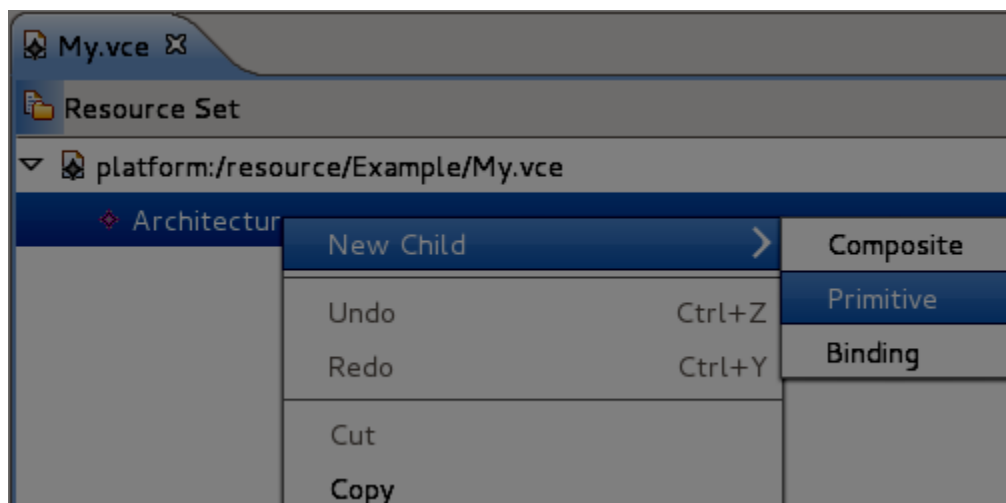 My.vce
Resource Set
platform:/resource/Example/My.vce
Architectur
New Child
Composite
Primitive
Binding
Undo Ctrl+Z
Redo Ctrl+Y
Cut
Copy